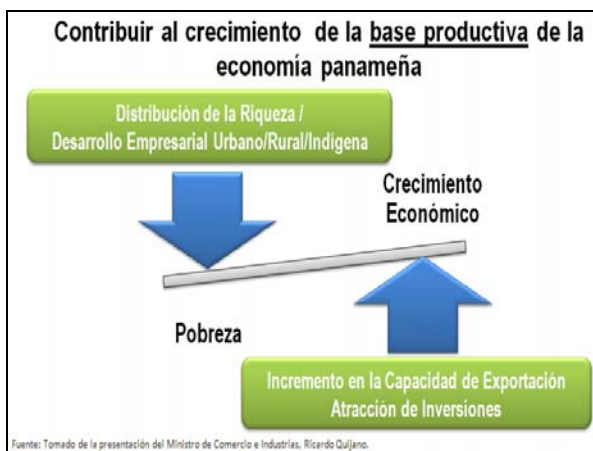 Contribuir al crecimiento de la base productiva de la
economía panameña
Distribución de la Riqueza /
Desarrollo Empresarial Urbano/Rural/Indígena
Crecimiento
Económico
Pobreza
Incremento en la Capacidad de Exportación
Atracción de Inversiones
Fuente: Tomado de la presentación del Ministro de Comercio e Industrias, Ricardo Quijano.